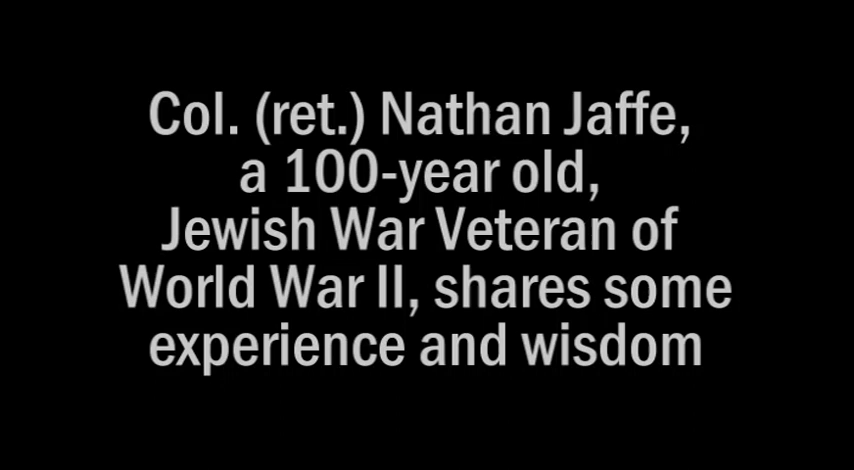 Col. (ret.) Nathan Jaffe,
a 100-year old,
Jewish War Veteran of
World War II, shares some
experience and wisdom